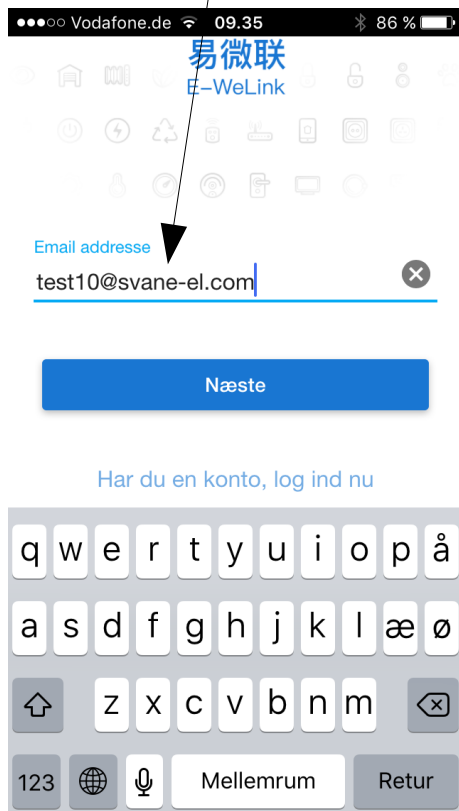 Vodafone.de 09.35 86 %
易微联
E-WeLink
Email addresse
test10@svane-el.com
Næste
Har du en konto, log ind nu
q w e r t y u i o p å
a s d f g h j k l æ ø
z x c v b n m
123 Mellemrum Retur